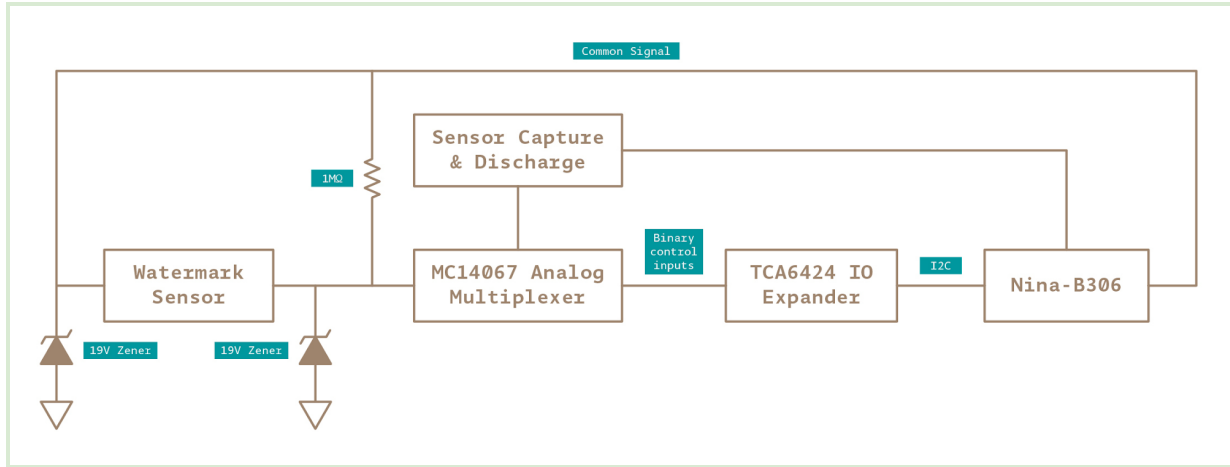 Common Signal
Sensor Capture
& Discharge
1MΩ
Watermark
Sensor
MC14067 Analog
Multiplexer
Binary
control
inputs
TCA6424 IO
Expander
I2C
Nina-B306
19V Zener
19V Zener